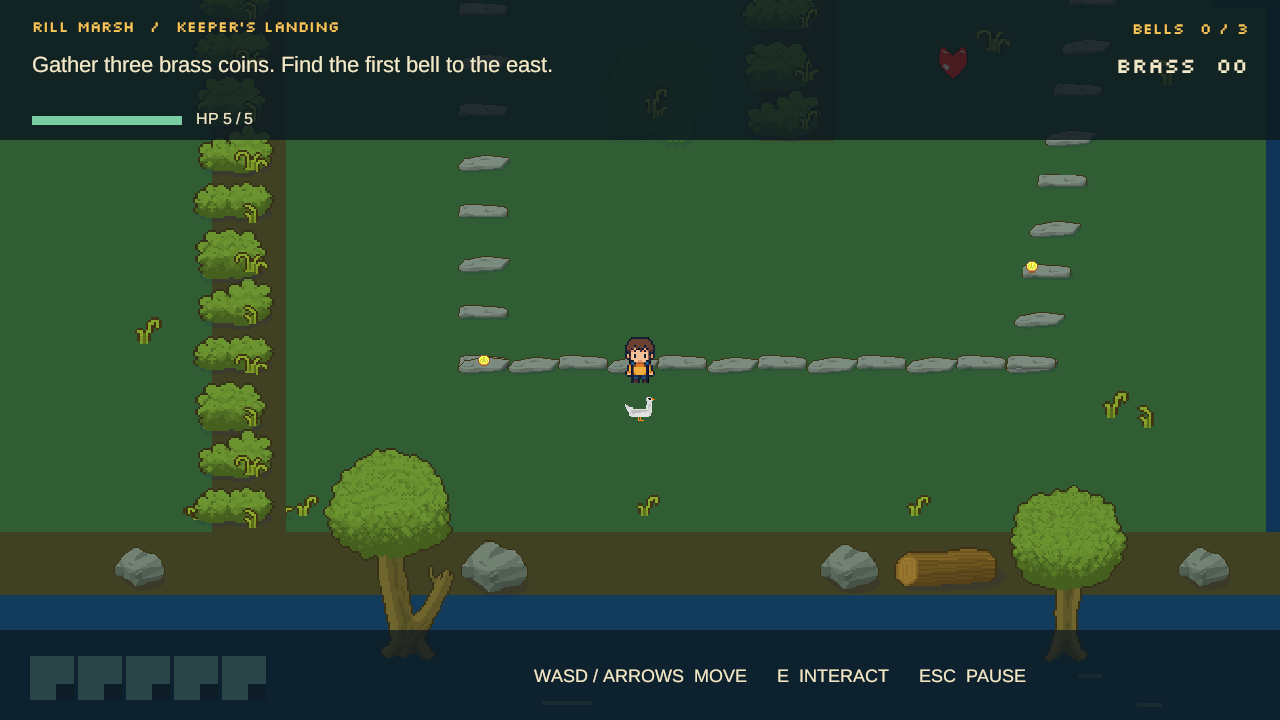 RILL MARSH / KEEPER'S LANDING
BELLS 0 / 3
Gather three brass coins. Find the first bell to the east.
BRASS 00
HP 5 / 5
WASD / ARROWS MOVE E INTERACT ESC PAUSE